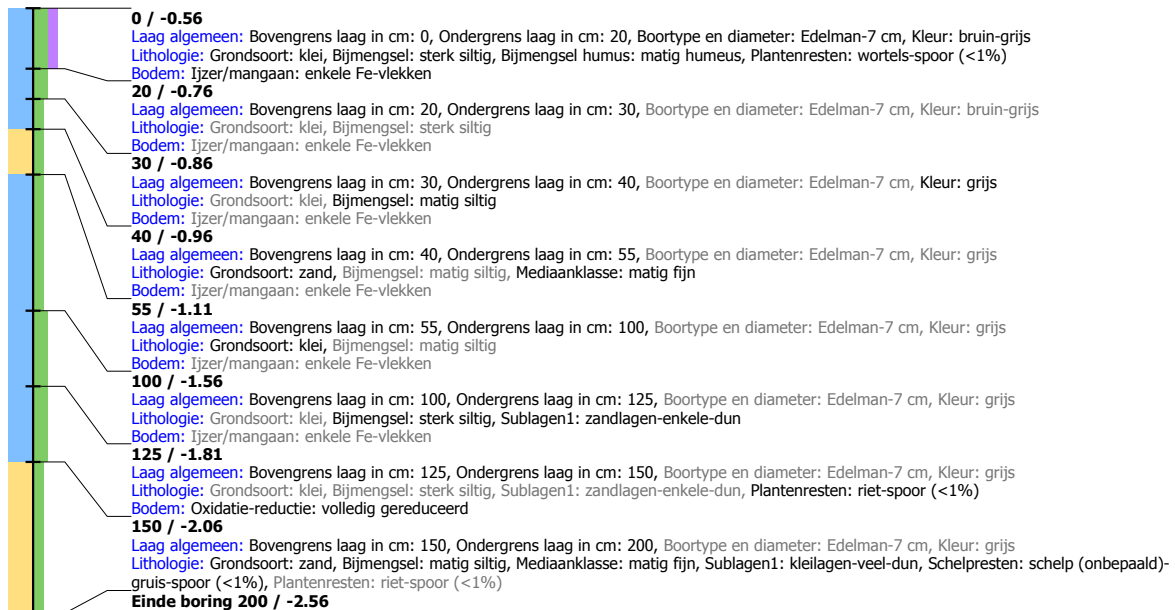 0 / -0.56
Laag algemeen: Bovengrens laag in cm: 0, Ondergrens laag in cm: 20, Boortype en diameter: Edelman-7 cm, Kleur: bruin-grijs
Lithologie: Grondsoort: klei, Bijmengsel: sterk siltig, Bijmengsel humus: matig humeus, Plantenresten: wortels-spoor (<1%)
Bodem: Ijzer/mangaan: enkele Fe-vlekken
20 / -0.76
Laag algemeen: Bovengrens laag in cm: 20, Ondergrens laag in cm: 30, Boortype en diameter: Edelman-7 cm, Kleur: bruin-grijs
Lithologie: Grondsoort: klei, Bijmengsel: sterk siltig
Bodem: Ijzer/mangaan: enkele Fe-vlekken
30 / -0.86
Laag algemeen: Bovengrens laag in cm: 30, Ondergrens laag in cm: 40, Boortype en diameter: Edelman-7 cm, Kleur: grijs
Lithologie: Grondsoort: klei, Bijmengsel: matig siltig
Bodem: Ijzer/mangaan: enkele Fe-vlekken
40 / -0.96
Laag algemeen: Bovengrens laag in cm: 40, Ondergrens laag in cm: 55, Boortype en diameter: Edelman-7 cm, Kleur: grijs
Lithologie: Grondsoort: zand, Bijmengsel: matig siltig, Mediaanklasse: matig fijn
Bodem: Ijzer/mangaan: enkele Fe-vlekken
55 / -1.11
Laag algemeen: Bovengrens laag in cm: 55, Ondergrens laag in cm: 100, Boortype en diameter: Edelman-7 cm, Kleur: grijs
Lithologie: Grondsoort: klei, Bijmengsel: matig siltig
Bodem: Ijzer/mangaan: enkele Fe-vlekken
100 / -1.56
Laag algemeen: Bovengrens laag in cm: 100, Ondergrens laag in cm: 125, Boortype en diameter: Edelman-7 cm, Kleur: grijs
Lithologie: Grondsoort: klei, Bijmengsel: sterk siltig, Sublagen1: zandlagen-enkele-dun
Bodem: Ijzer/mangaan: enkele Fe-vlekken
125 / -1.81
Laag algemeen: Bovengrens laag in cm: 125, Ondergrens laag in cm: 150, Boortype en diameter: Edelman-7 cm, Kleur: grijs
Lithologie: Grondsoort: klei, Bijmengsel: sterk siltig, Sublagen1: zandlagen-enkele-dun, Plantenresten: riet-spoor (<1%)
Bodem: Oxidatie-reductie: volledig gereduceerd
150 / -2.06
Laag algemeen: Bovengrens laag in cm: 150, Ondergrens laag in cm: 200, Boortype en diameter: Edelman-7 cm, Kleur: grijs
Lithologie: Grondsoort: zand, Bijmengsel: matig siltig, Mediaanklasse: matig fijn, Sublagen1: kleilagen-veel-dun, Schelpresten: schelp (onbepaald)-
gruis-spoor (<1%), Plantenresten: riet-spoor (<1%)
Einde boring 200 / -2.56